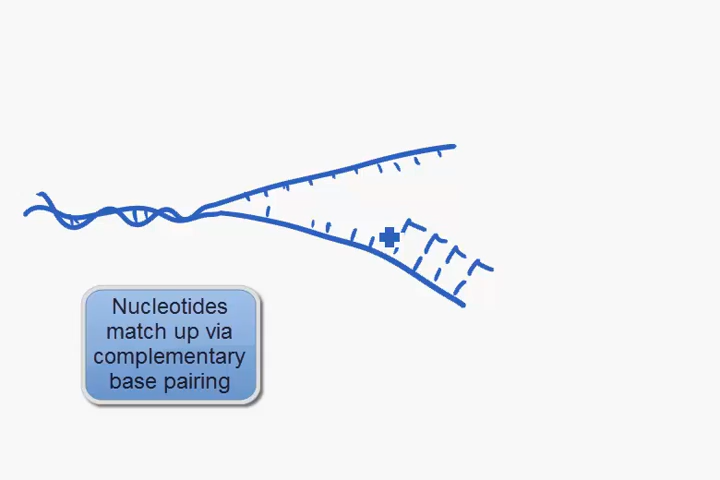 Nucleotides
match up via
complementary
base pairing